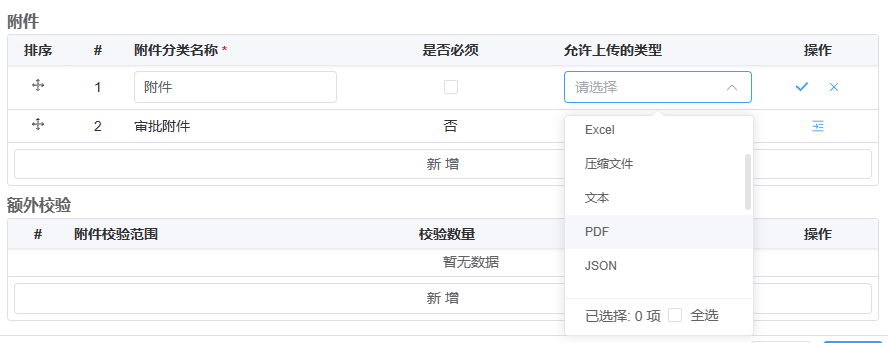 附件
排序 # 附件分类名称 * 是否必须 允许上传的类型 操作
1 附件 请选择
2 审批附件 否
Excel
压缩文件
文本
PDF
JSON
已选择: 0 项 全选
新 增
额外校验
# 附件校验范围 校验数量 操作
暂无数据
新 增